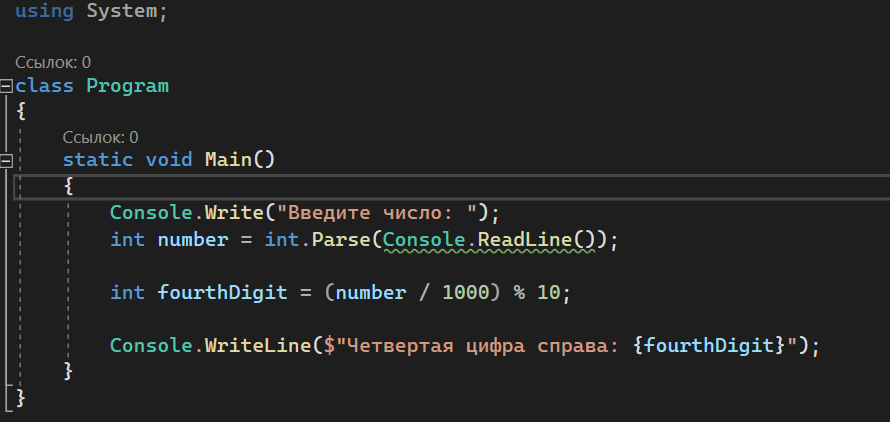 using System;
Ссылок: 0
class Program
{
Ссылок: 0
static void Main()
{
Console.Write("Введите число: ");
int number = int.Parse(Console.ReadLine());
int fourthDigit = (number / 1000) % 10;
Console.WriteLine($"Четвертая цифра справа: {fourthDigit}");
}
}